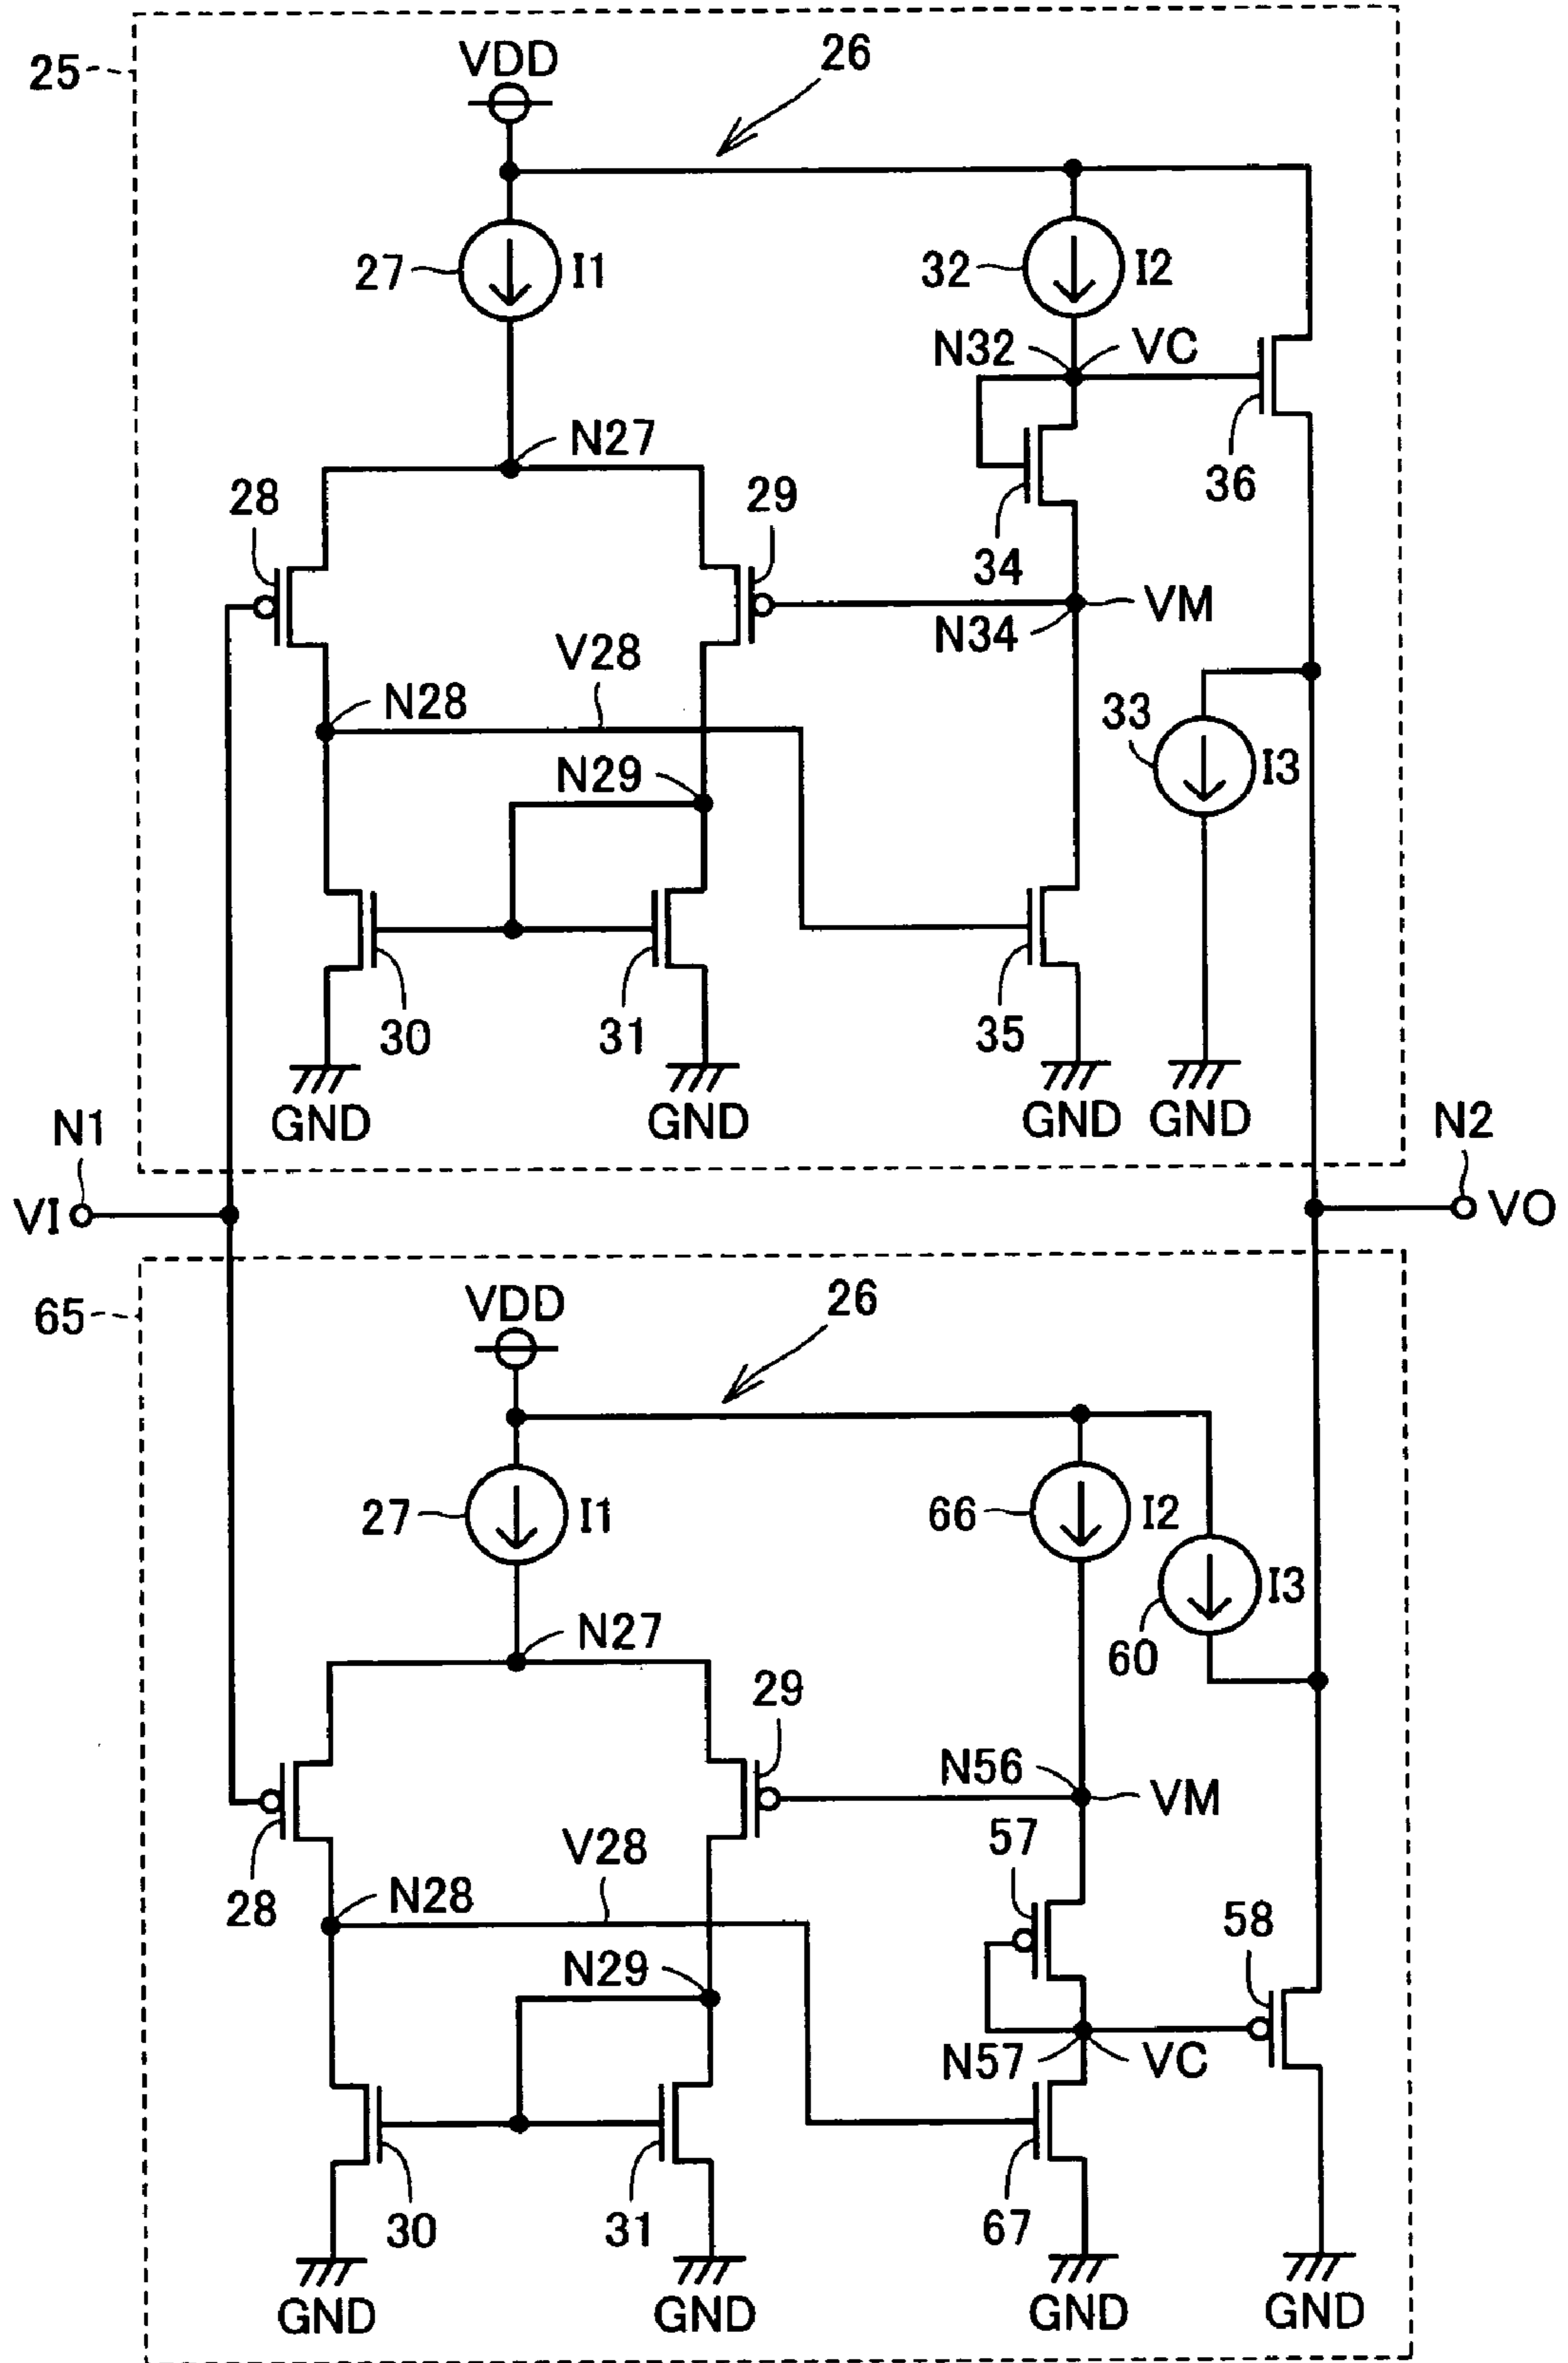 25
VDD
26
27
I1
32
I2
N32
VC
N27
36
28
29
34
VM
N34
V28
N28
33
I3
N29
30
31
35
GND
GND
GND
GND
N1
N2
VI
VO
65
VDD
26
27
I1
66
I2
I3
60
N27
29
N56
VM
57
V28
28
N28
58
N29
N57
VC
30
31
67
GND
GND
GND
GND